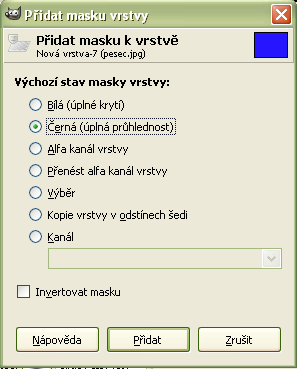 Přidat masku vrstvy
Přidat masku k vrstvě
Nová vrstva-7 (pesec.jpg)
Výchozí stav masky vrstvy:
Bílá (úplné krytí)
Černá (úplná průhlednost)
Alfa kanál vrstvy
Přenést alfa kanál vrstvy
Výběr
Kopie vrstvy v odstínech šedi
Kanál
Invertovat masku
Nápověda Přidat Zrušit